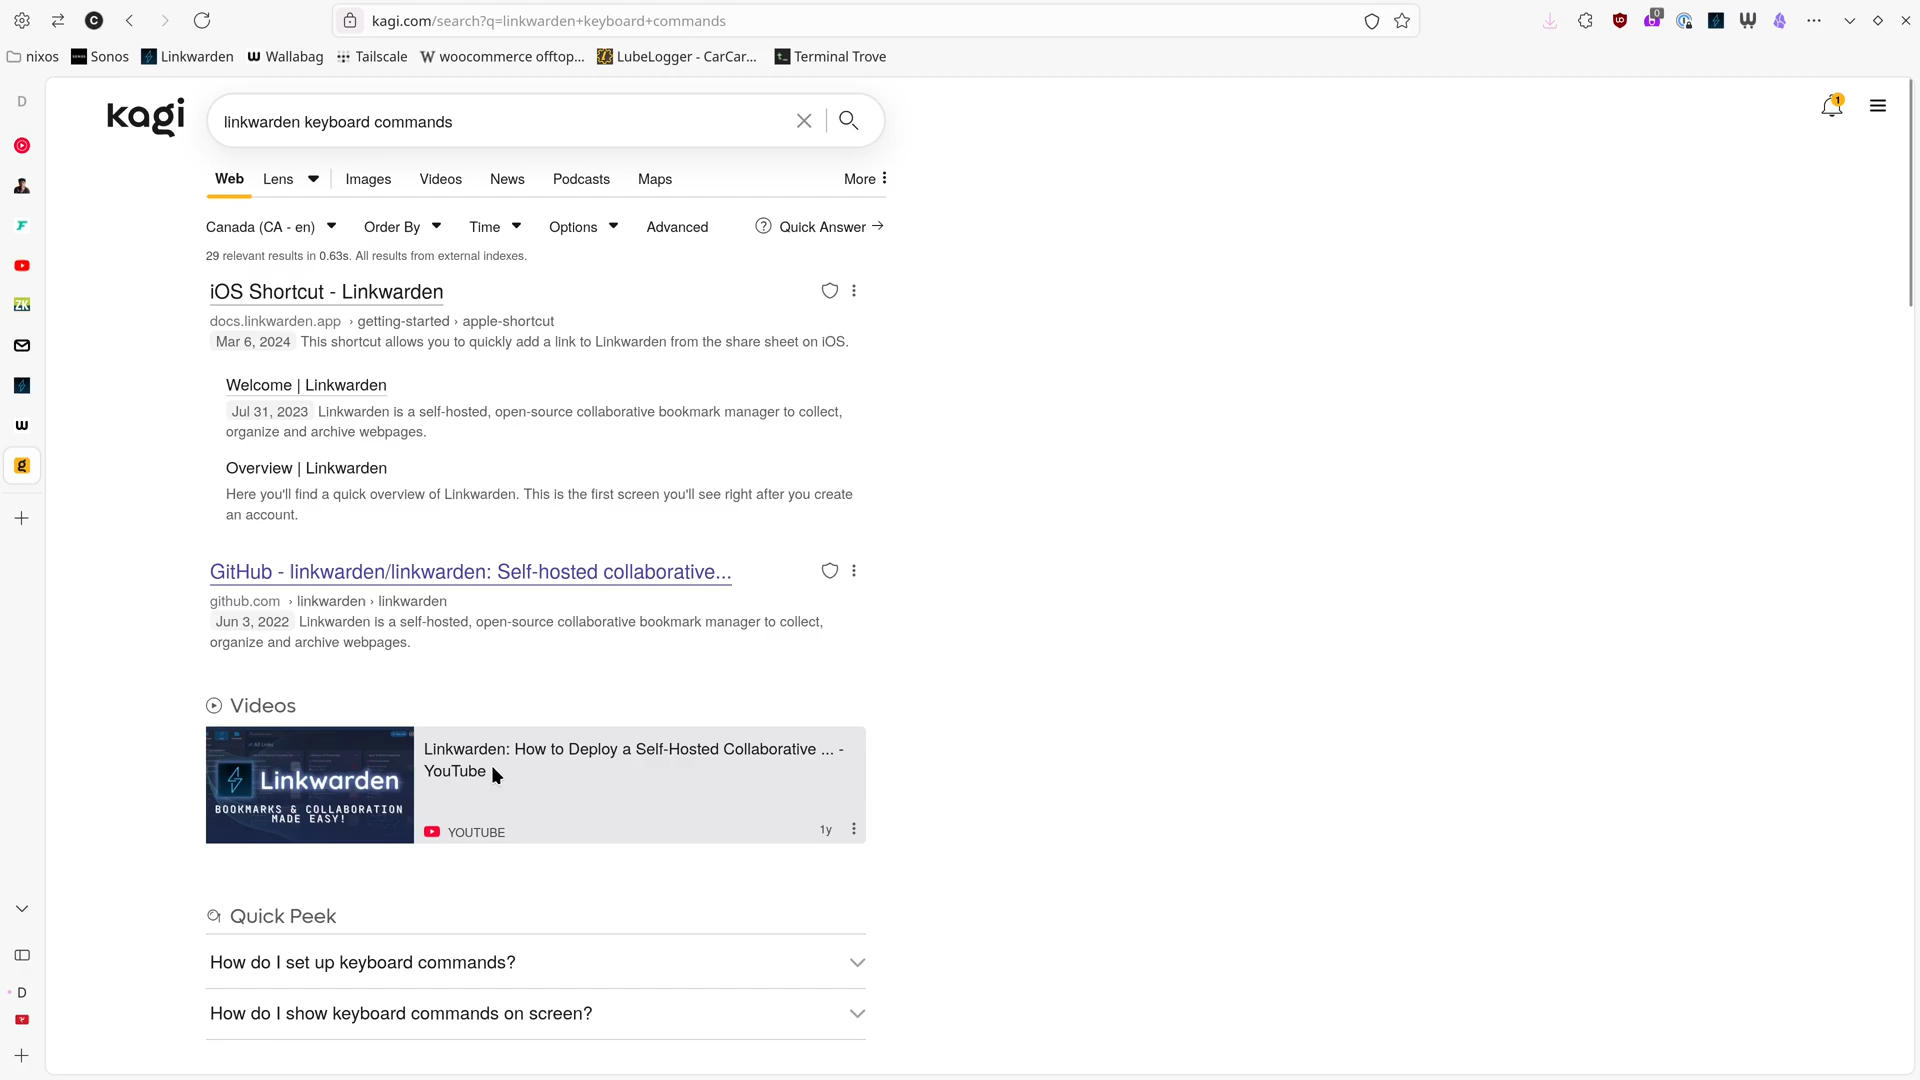 kagi.com/search?q=linkwarden+keyboard+commands
0
nixos
Sonos
Linkwarden
Wallabag
Tailscale
woocommerce offtop...
LubeLogger - CarCar...
Terminal Trove
D
kagi
linkwarden keyboard commands
1
Web Lens Images Videos News Podcasts Maps More
Canada (CA - en) Order By Time Options Advanced Quick Answer →
29 relevant results in 0.63s. All results from external indexes.
iOS Shortcut - Linkwarden
docs.linkwarden.app › getting-started › apple-shortcut
Mar 6, 2024 This shortcut allows you to quickly add a link to Linkwarden from the share sheet on iOS.
Welcome | Linkwarden
Jul 31, 2023 Linkwarden is a self-hosted, open-source collaborative bookmark manager to collect,
organize and archive webpages.
Overview | Linkwarden
Here you'll find a quick overview of Linkwarden. This is the first screen you'll see right after you create
an account.
GitHub - linkwarden/linkwarden: Self-hosted collaborative...
github.com › linkwarden › linkwarden
Jun 3, 2022 Linkwarden is a self-hosted, open-source collaborative bookmark manager to collect,
organize and archive webpages.
Videos
Linkwarden
BOOKMARKS & COLLABORATION
MADE EASY!
Linkwarden: How to Deploy a Self-Hosted Collaborative ... -
YouTube
YOUTUBE
1y
Quick Peek
How do I set up keyboard commands?
How do I show keyboard commands on screen?
D